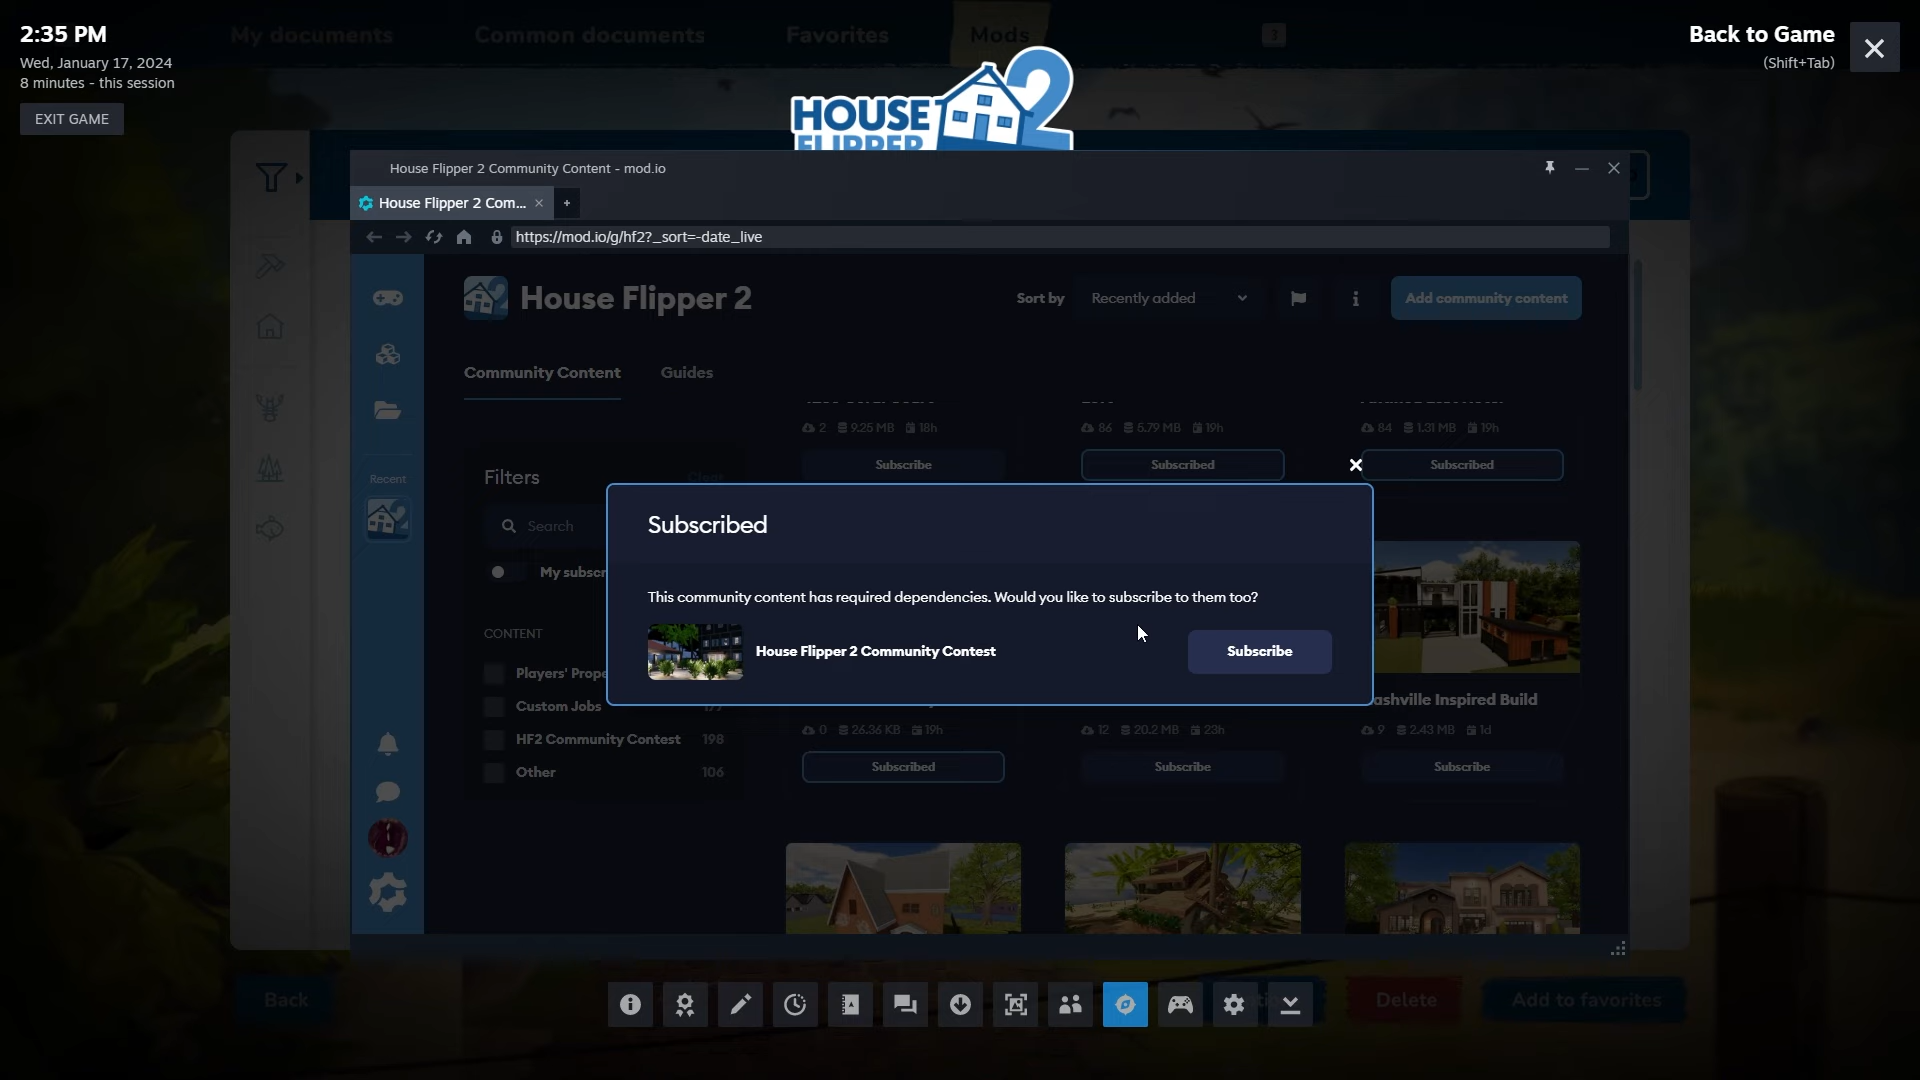 2:35 PM
Wed, January 17, 2024
8 minutes - this session
EXIT GAME
My documents
Common documents
Favorites
Mods
3
Back to Game
(Shift+Tab)
HOUSE
FLIPPER
2
House Flipper 2 Community Content - mod.io
House Flipper 2 Com...
https://mod.io/g/hf2?_sort=-date_live
House Flipper 2
Sort by
Recently added
Add community content
Community Content
Guides
2 9.25 MB 18h
86 5.79 MB 19h
84 1.31 MB 19h
Subscribe
Subscribed
Subscribed
Recent
Filters
Clear
Search
My subscr
CONTENT
Players' Prope
Custom Jobs
HF2 Community Contest 198
Other 106
Subscribed
This community content has required dependencies. Would you like to subscribe to them too?
House Flipper 2 Community Contest
Subscribe
ashville Inspired Build
0 26.36 KB 19h
12 20.2 MB 23h
9 2.43 MB 1d
Subscribed
Subscribe
Subscribe
Back
Delete
Add to favorites